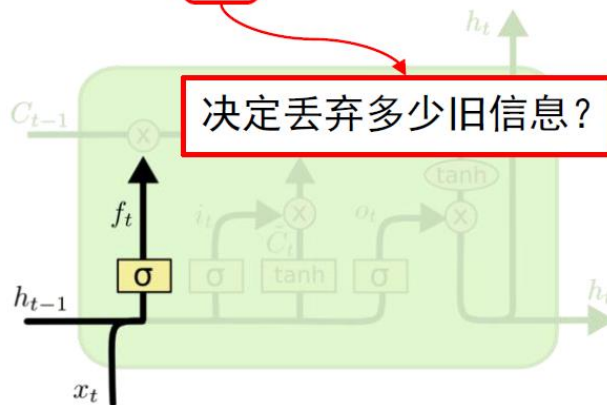 h_t
决定丢弃多少旧信息？
C_{t-1}
tanh
f_t
i_t
o_t
C̃_t
σ
σ
tanh
σ
h_{t-1}
h_t
x_t